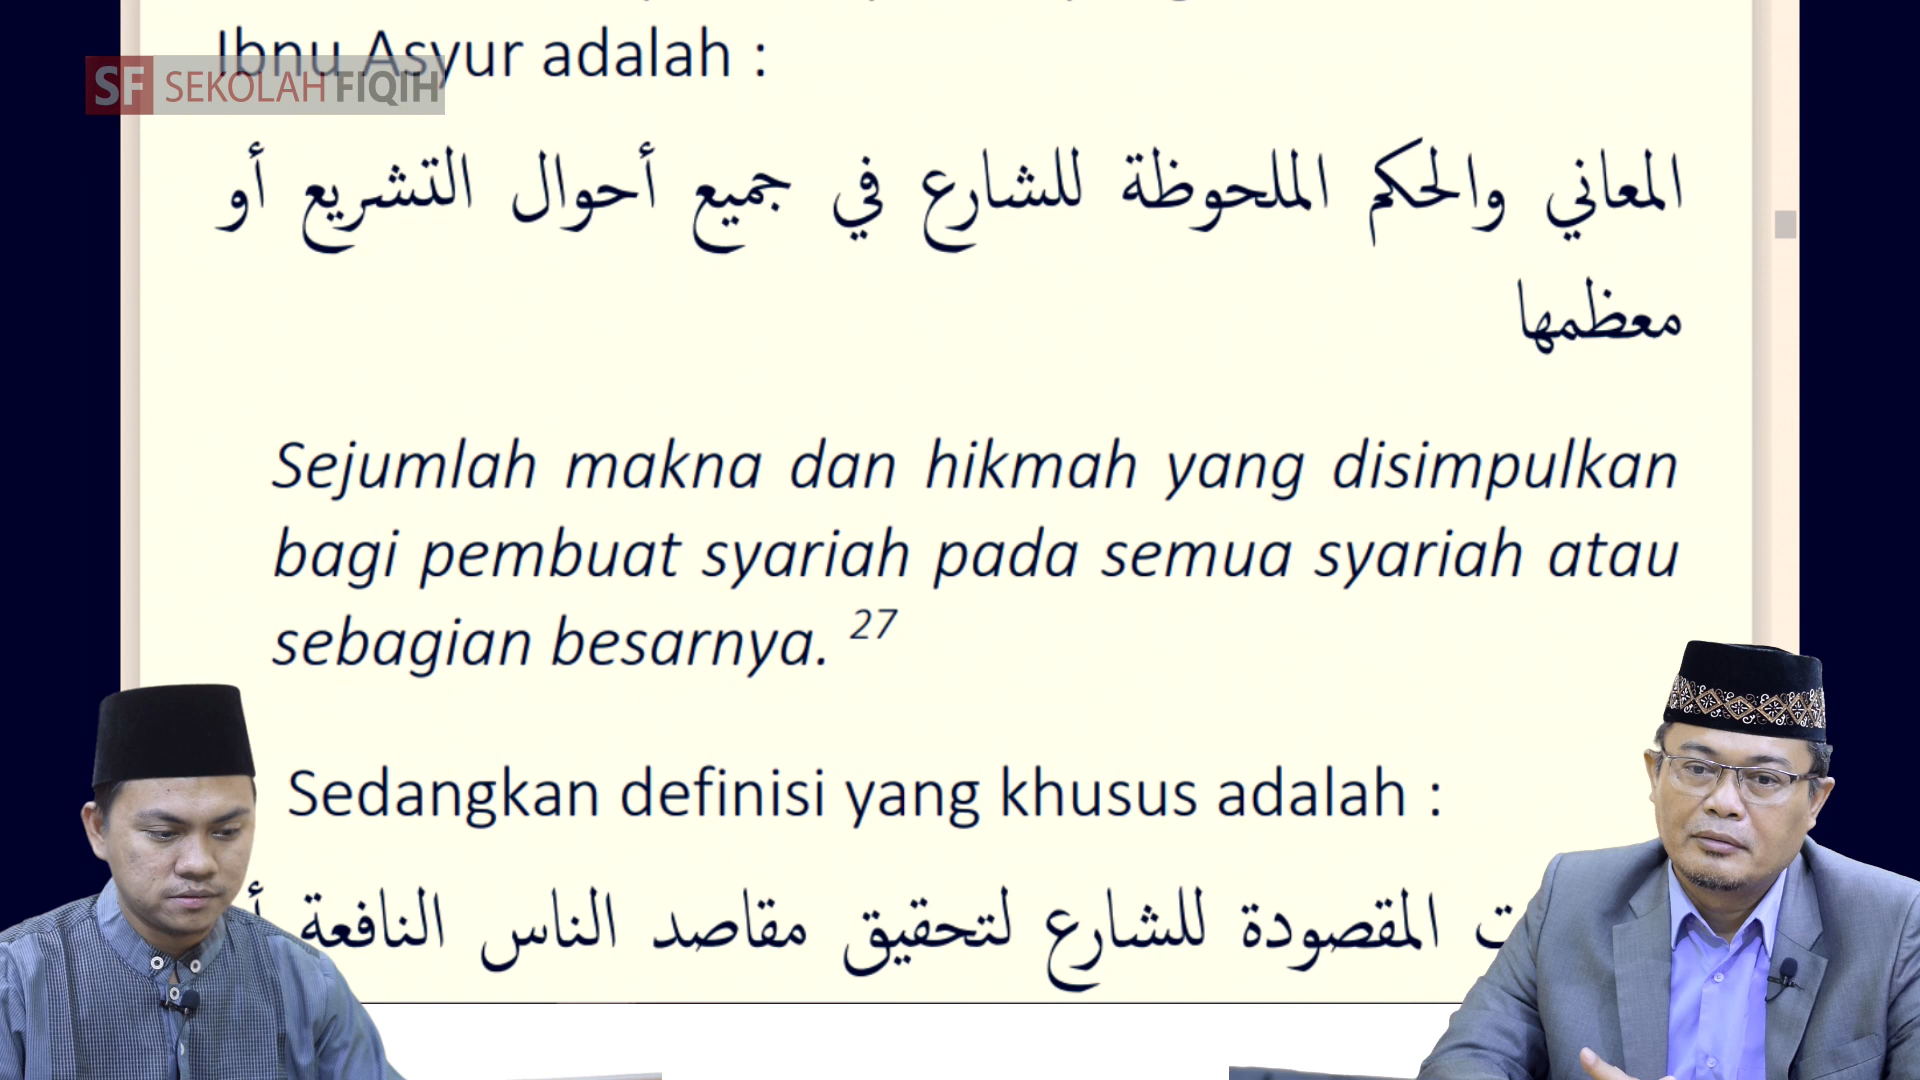 Ibnu Asyur adalah :
SF SEKOLAH FIQIH
المعاني والحكم الملحوظة للشارع في جميع أحوال التشريع أو
معظمها
Sejumlah makna dan hikmah yang disimpulkan
bagi pembuat syariah pada semua syariah atau
sebagian besarnya. 27
Sedangkan definisi yang khusus adalah :
المقصودة للشارع لتحقيق مقاصد الناس النافعة